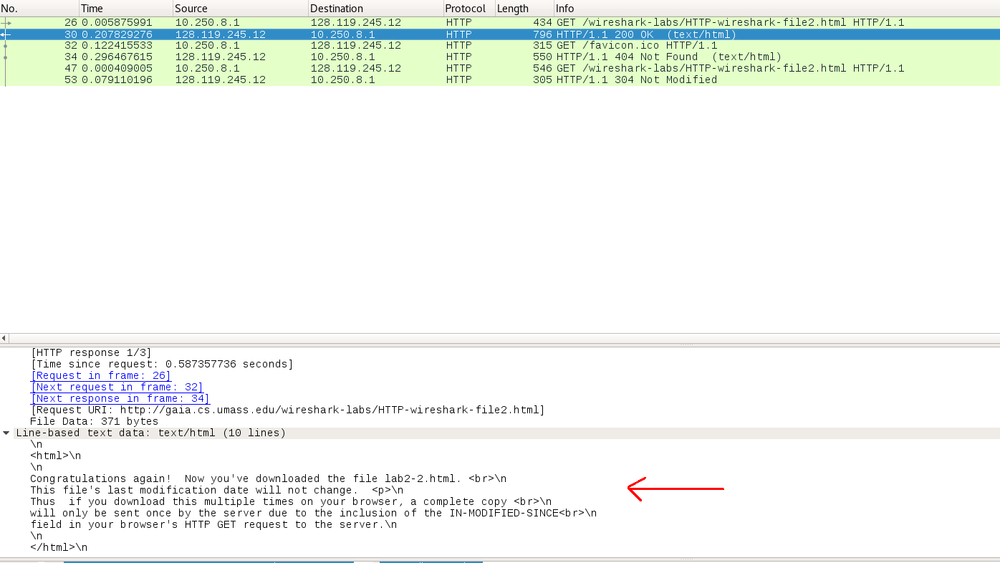 No. Time Source Destination Protocol Length Info
26 0.005875991 10.250.8.1 128.119.245.12 HTTP 434 GET /wireshark-labs/HTTP-wireshark-file2.html HTTP/1.1
30 0.207829276 128.119.245.12 10.250.8.1 HTTP 796 HTTP/1.1 200 OK  (text/html)
32 0.122415533 10.250.8.1 128.119.245.12 HTTP 315 GET /favicon.ico HTTP/1.1
34 0.296467615 128.119.245.12 10.250.8.1 HTTP 550 HTTP/1.1 404 Not Found  (text/html)
47 0.000409005 10.250.8.1 128.119.245.12 HTTP 546 GET /wireshark-labs/HTTP-wireshark-file2.html HTTP/1.1
53 0.079110196 128.119.245.12 10.250.8.1 HTTP 305 HTTP/1.1 304 Not Modified
[HTTP response 1/3]
[Time since request: 0.587357736 seconds]
[Request in frame: 26]
[Next request in frame: 32]
[Next response in frame: 34]
[Request URI: http://gaia.cs.umass.edu/wireshark-labs/HTTP-wireshark-file2.html]
File Data: 371 bytes
Line-based text data: text/html (10 lines)
\n
<html>\n
\n
Congratulations again!  Now you've downloaded the file lab2-2.html. <br>\n
This file's last modification date will not change.  <p>\n
Thus  if you download this multiple times on your browser, a complete copy <br>\n
will only be sent once by the server due to the inclusion of the IN-MODIFIED-SINCE<br>\n
field in your browser's HTTP GET request to the server.\n
\n
</html>\n